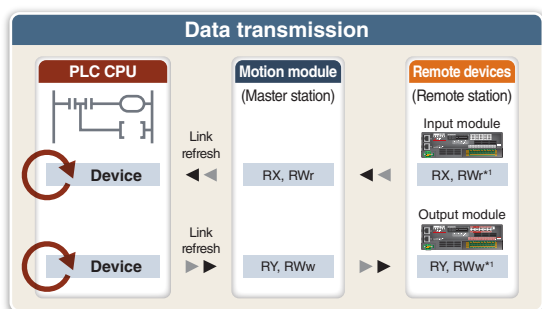 Data transmission
PLC CPU
Motion module
(Master station)
Remote devices
(Remote station)
Input module
Link
refresh
Device
RX, RWr
RX, RWr*1
Output module
Link
refresh
Device
RY, RWw
RY, RWw*1